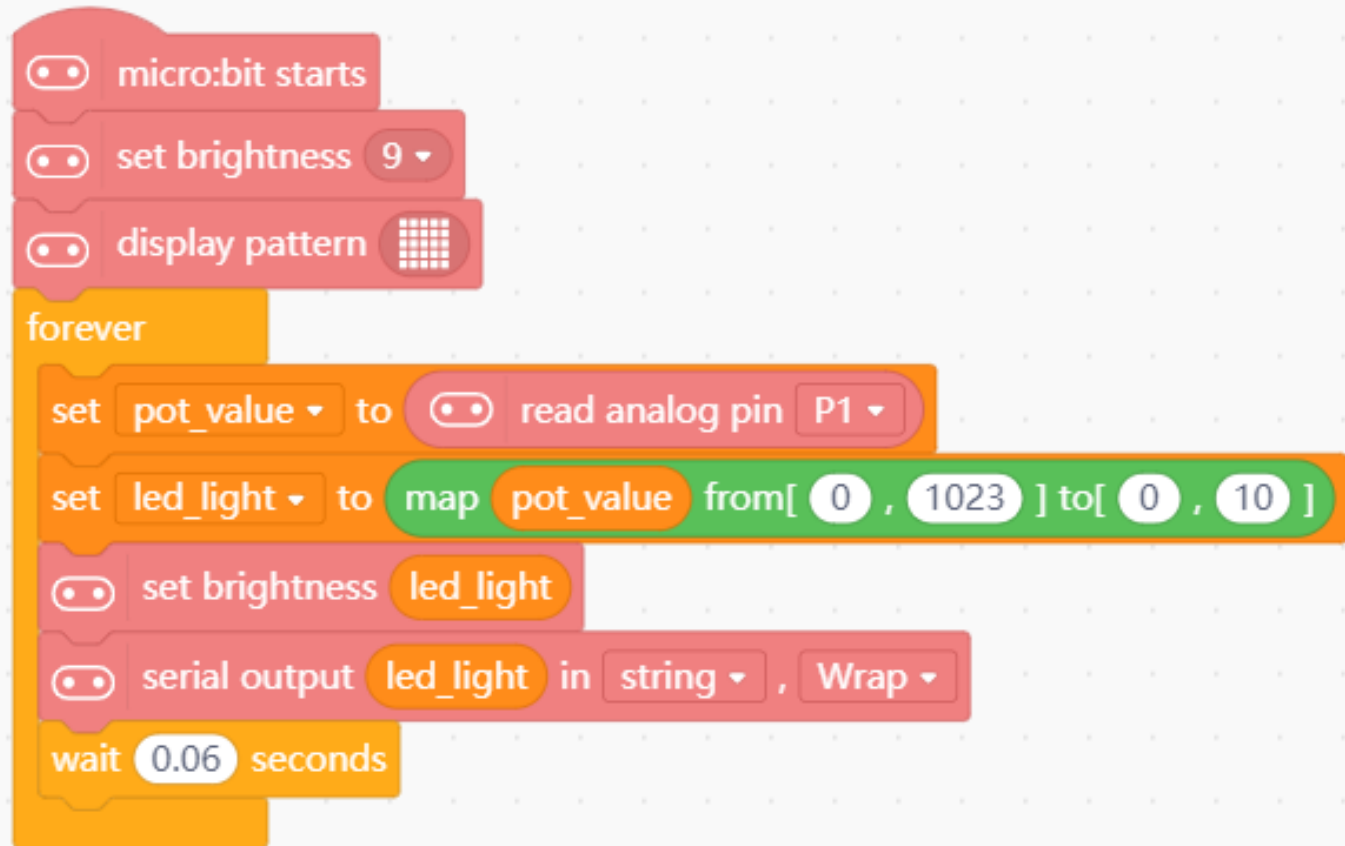 micro:bit starts
set brightness 9
display pattern
forever
set pot_value to read analog pin P1
set led_light to map pot_value from[ 0 , 1023 ] to[ 0 , 10 ]
set brightness led_light
serial output led_light in string , Wrap
wait 0.06 seconds